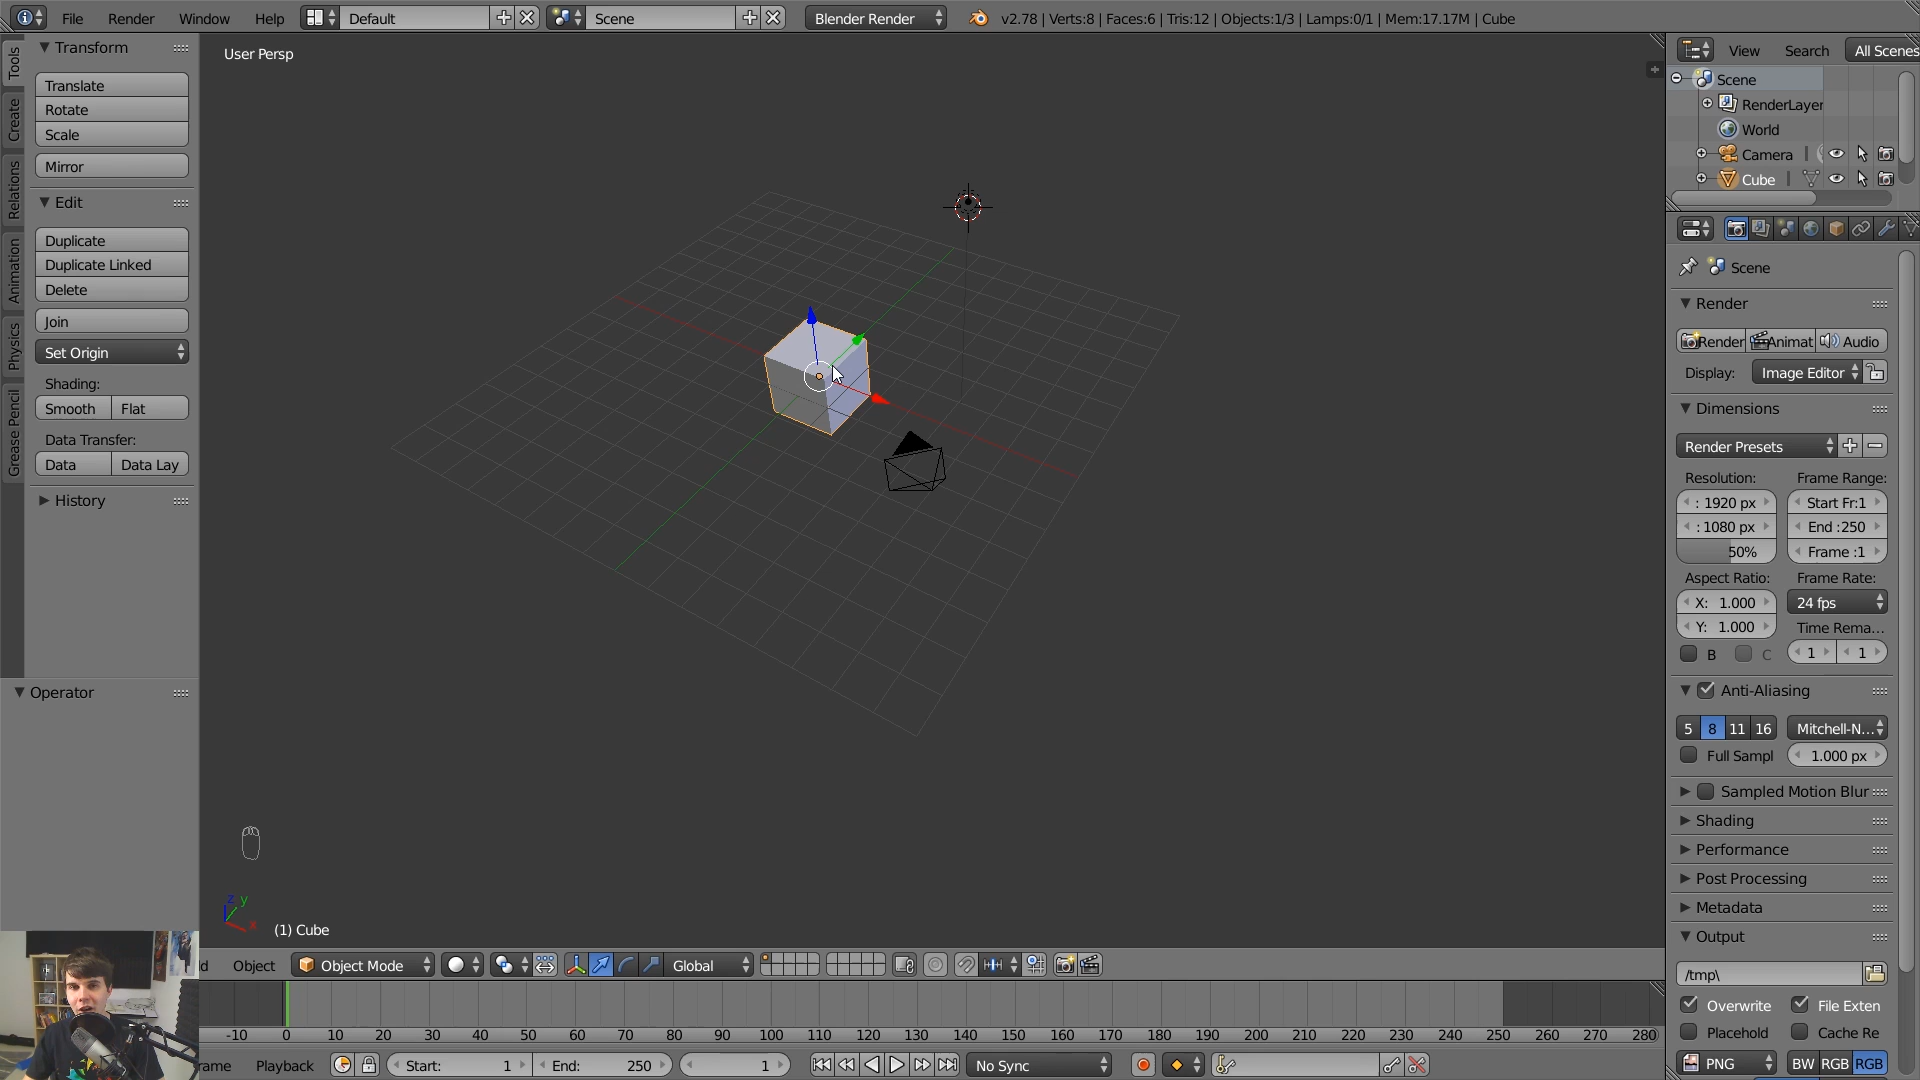 File Render Window Help Default Scene Blender Render v2.78 | Verts:8 | Faces:6 | Tris:12 | Objects:1/3 | Lamps:0/1 | Mem:17.17M | Cube
Tools
Create
Relations
Animation
Physics
Grease Pencil
Transform
Translate
Rotate
Scale
Mirror
Edit
Duplicate
Duplicate Linked
Delete
Join
Set Origin
Shading:
Smooth Flat
Data Transfer:
Data Data Lay
History
Operator
User Persp
z y
x
(1) Cube
View Search All Scenes
Scene
RenderLayer
World
Camera
Cube
Scene
Render
Render Animat Audio
Display: Image Editor
Dimensions
Render Presets
Resolution: Frame Range:
: 1920 px Start Fr:1
: 1080 px End :250
50% Frame :1
Aspect Ratio: Frame Rate:
X: 1.000 24 fps
Y: 1.000 Time Rema...
B C 1 1
Anti-Aliasing
5 8 11 16 Mitchell-N...
Full Sampl 1.000 px
Sampled Motion Blur
Shading
Performance
Post Processing
Metadata
Output
/tmp\
Overwrite File Exten
Placehold Cache Re
PNG BW RGB RGB
Object Object Mode Global
-10 0 10 20 30 40 50 60 70 80 90 100 110 120 130 140 150 160 170 180 190 200 210 220 230 240 250 260 270 280
rame Playback Start: 1 End: 250 1 No Sync